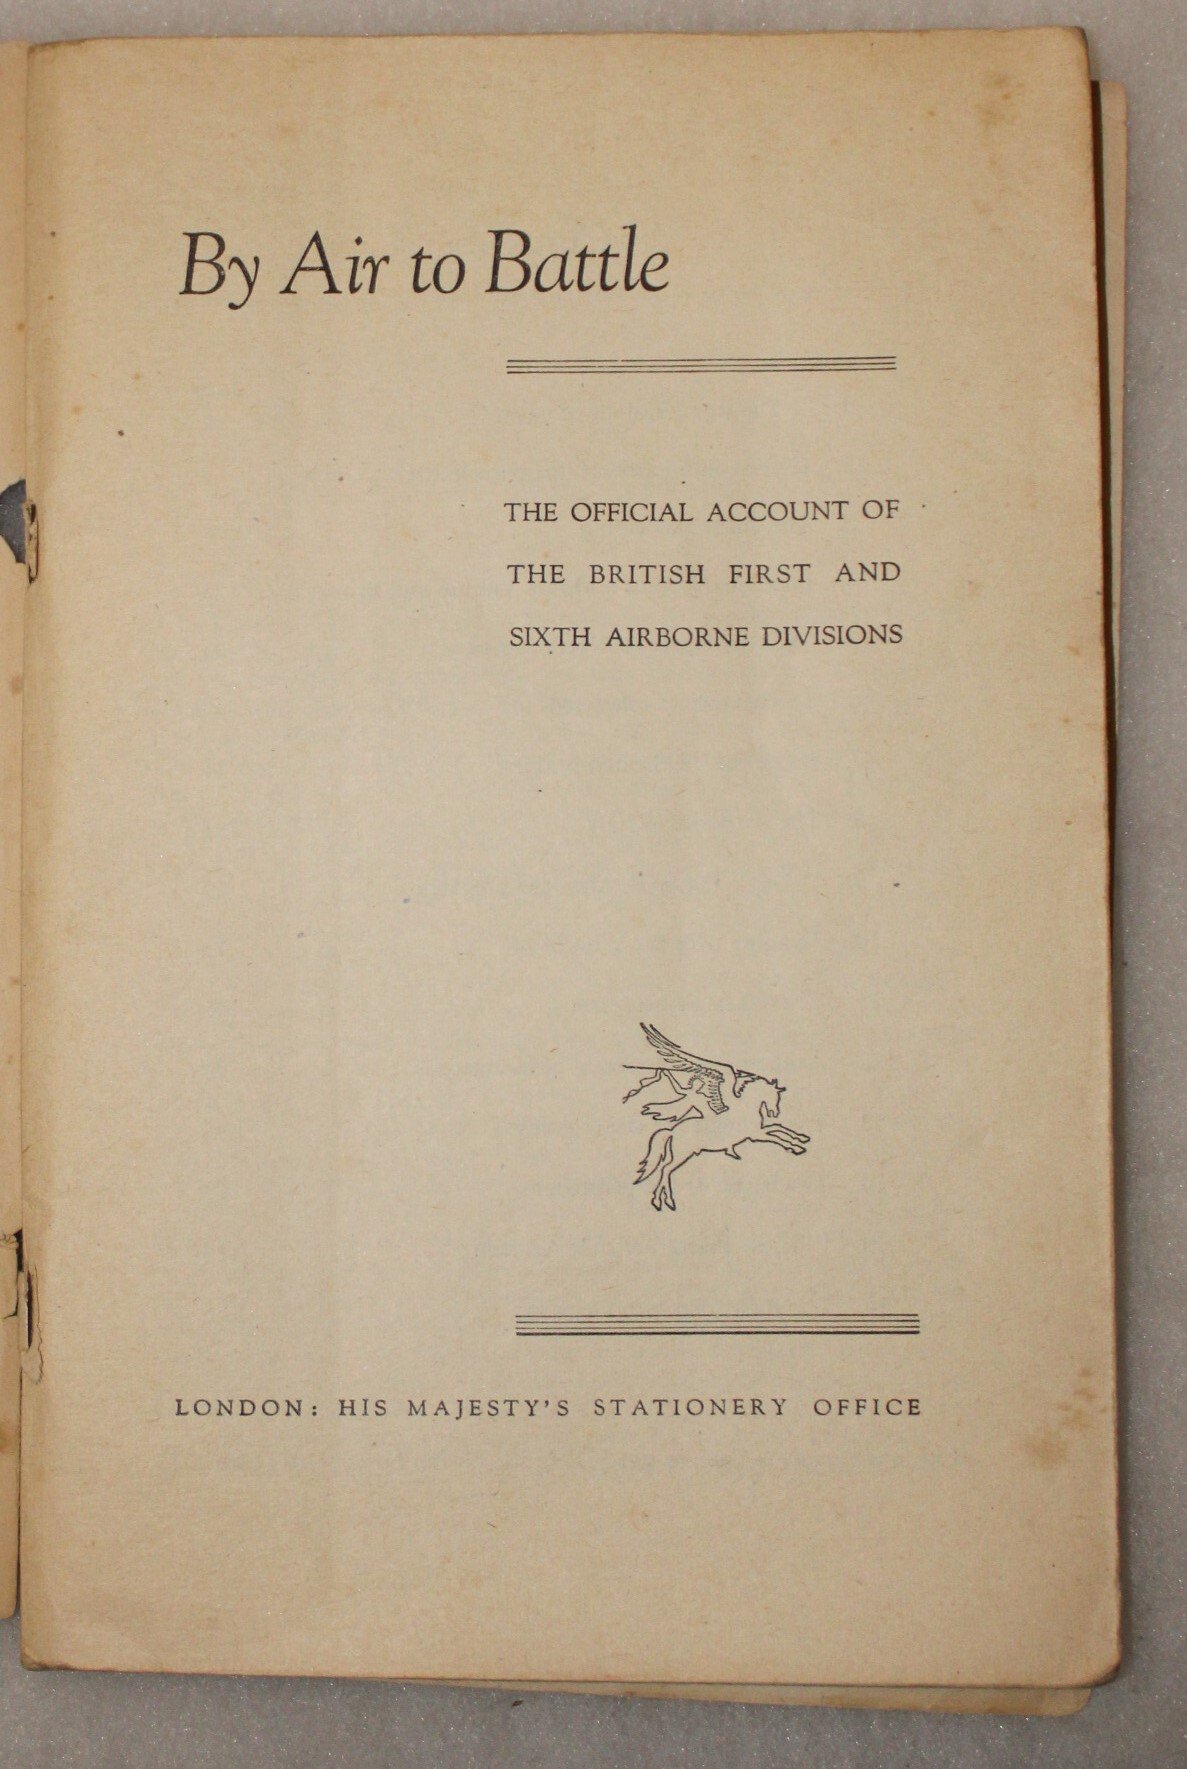 By Air to Battle
THE OFFICIAL ACCOUNT OF
THE BRITISH FIRST AND
SIXTH AIRBORNE DIVISIONS
LONDON: HIS MAJESTY'S STATIONERY OFFICE